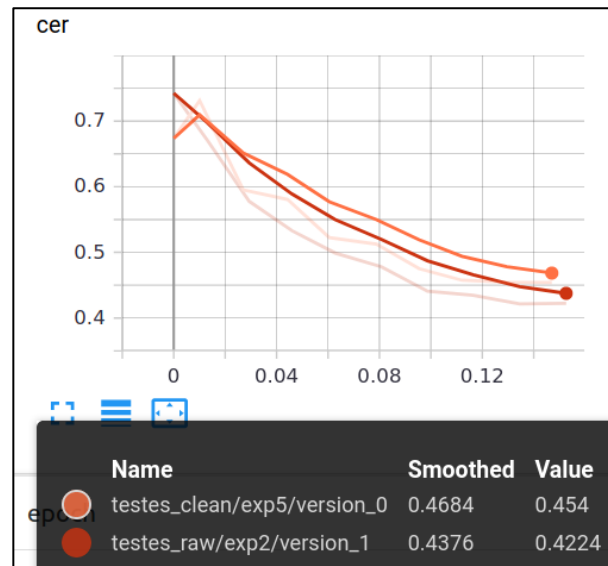 cer
0.7
0.6
0.5
0.4
0 0.04 0.08 0.12
Name Smoothed Value
testes_clean/exp5/version_0 0.4684 0.454
epoch
testes_raw/exp2/version_1 0.4376 0.4224